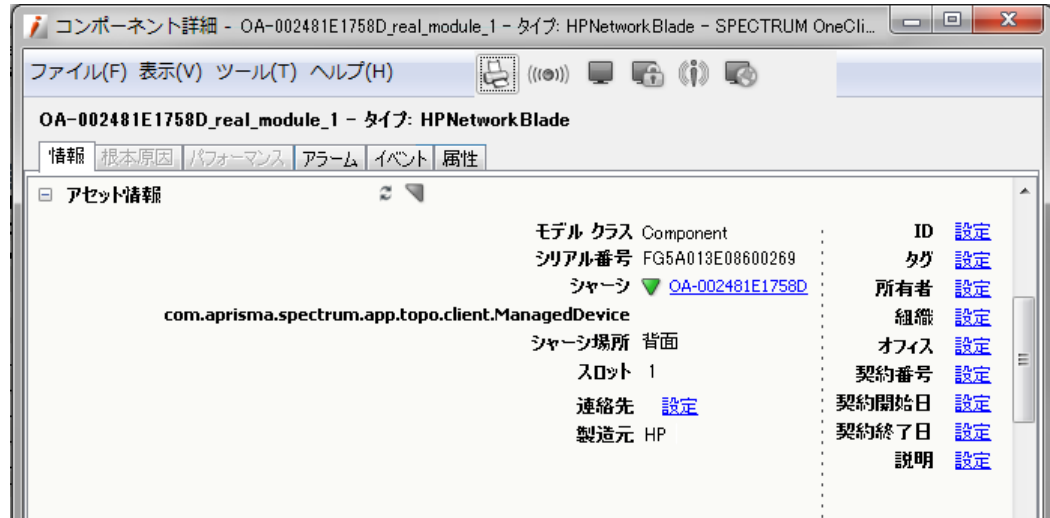 コンポーネント詳細 - OA-002481E1758D_real_module_1 - タイプ: HPNetworkBlade - SPECTRUM OneCli...
ファイル(F) 表示(V) ツール(T) ヘルプ(H)
OA-002481E1758D_real_module_1 - タイプ: HPNetworkBlade
情報 根本原因 パフォーマンス アラーム イベント 属性
アセット情報
モデル クラス Component
シリアル番号 FG5A013E08600269
シャーシ OA-002481E1758D
com.aprisma.spectrum.app.topo.client.ManagedDevice
シャーシ場所 背面
スロット 1
連絡先 設定
製造元 HP
ID 設定
タグ 設定
所有者 設定
組織 設定
オフィス 設定
契約番号 設定
契約開始日 設定
契約終了日 設定
説明 設定